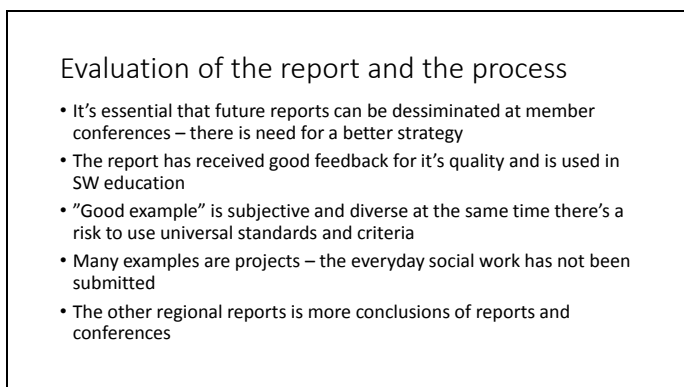 Evaluation of the report and the process
• It's essential that future reports can be dessiminated at member
conferences – there is need for a better strategy
• The report has received good feedback for it's quality and is used in
SW education
• ”Good example” is subjective and diverse at the same time there's a
risk to use universal standards and criteria
• Many examples are projects – the everyday social work has not been
submitted
• The other regional reports is more conclusions of reports and
conferences